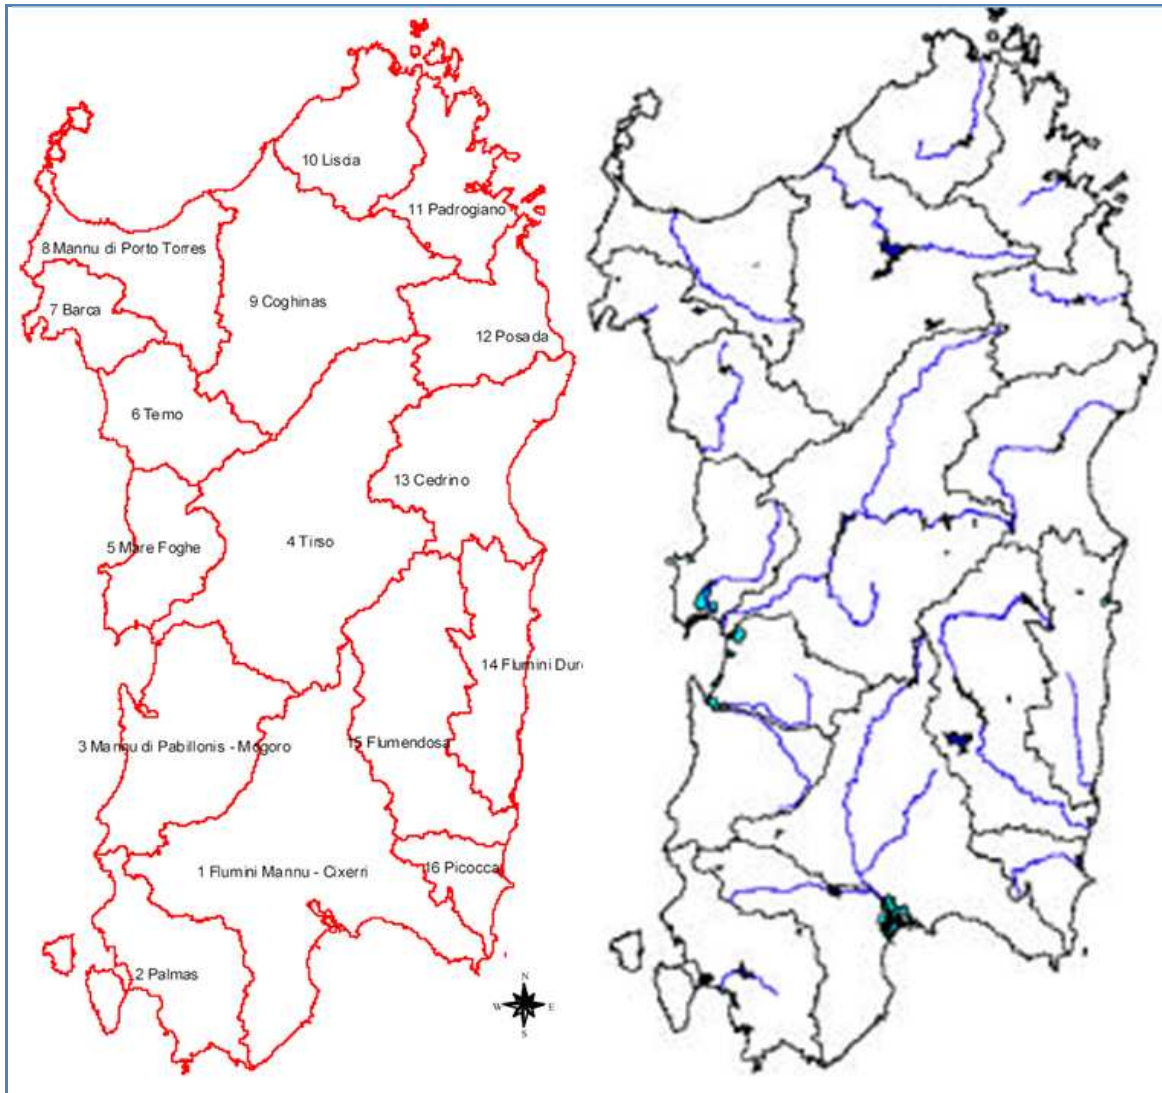 10 Liscia
11 Padrogiano
8 Mannu di Porto Torres
7 Barca
9 Coghinas
12 Posada
6 Temo
13 Cedrino
5 Mare Foghe
4 Tirso
14 Flumini Dur
3 Mannu di Pabillonis - Mogoro
15 Flumendosa
16 Picocca
1 Flumini Mannu - Cixerri
2 Palmas
N
W E
S